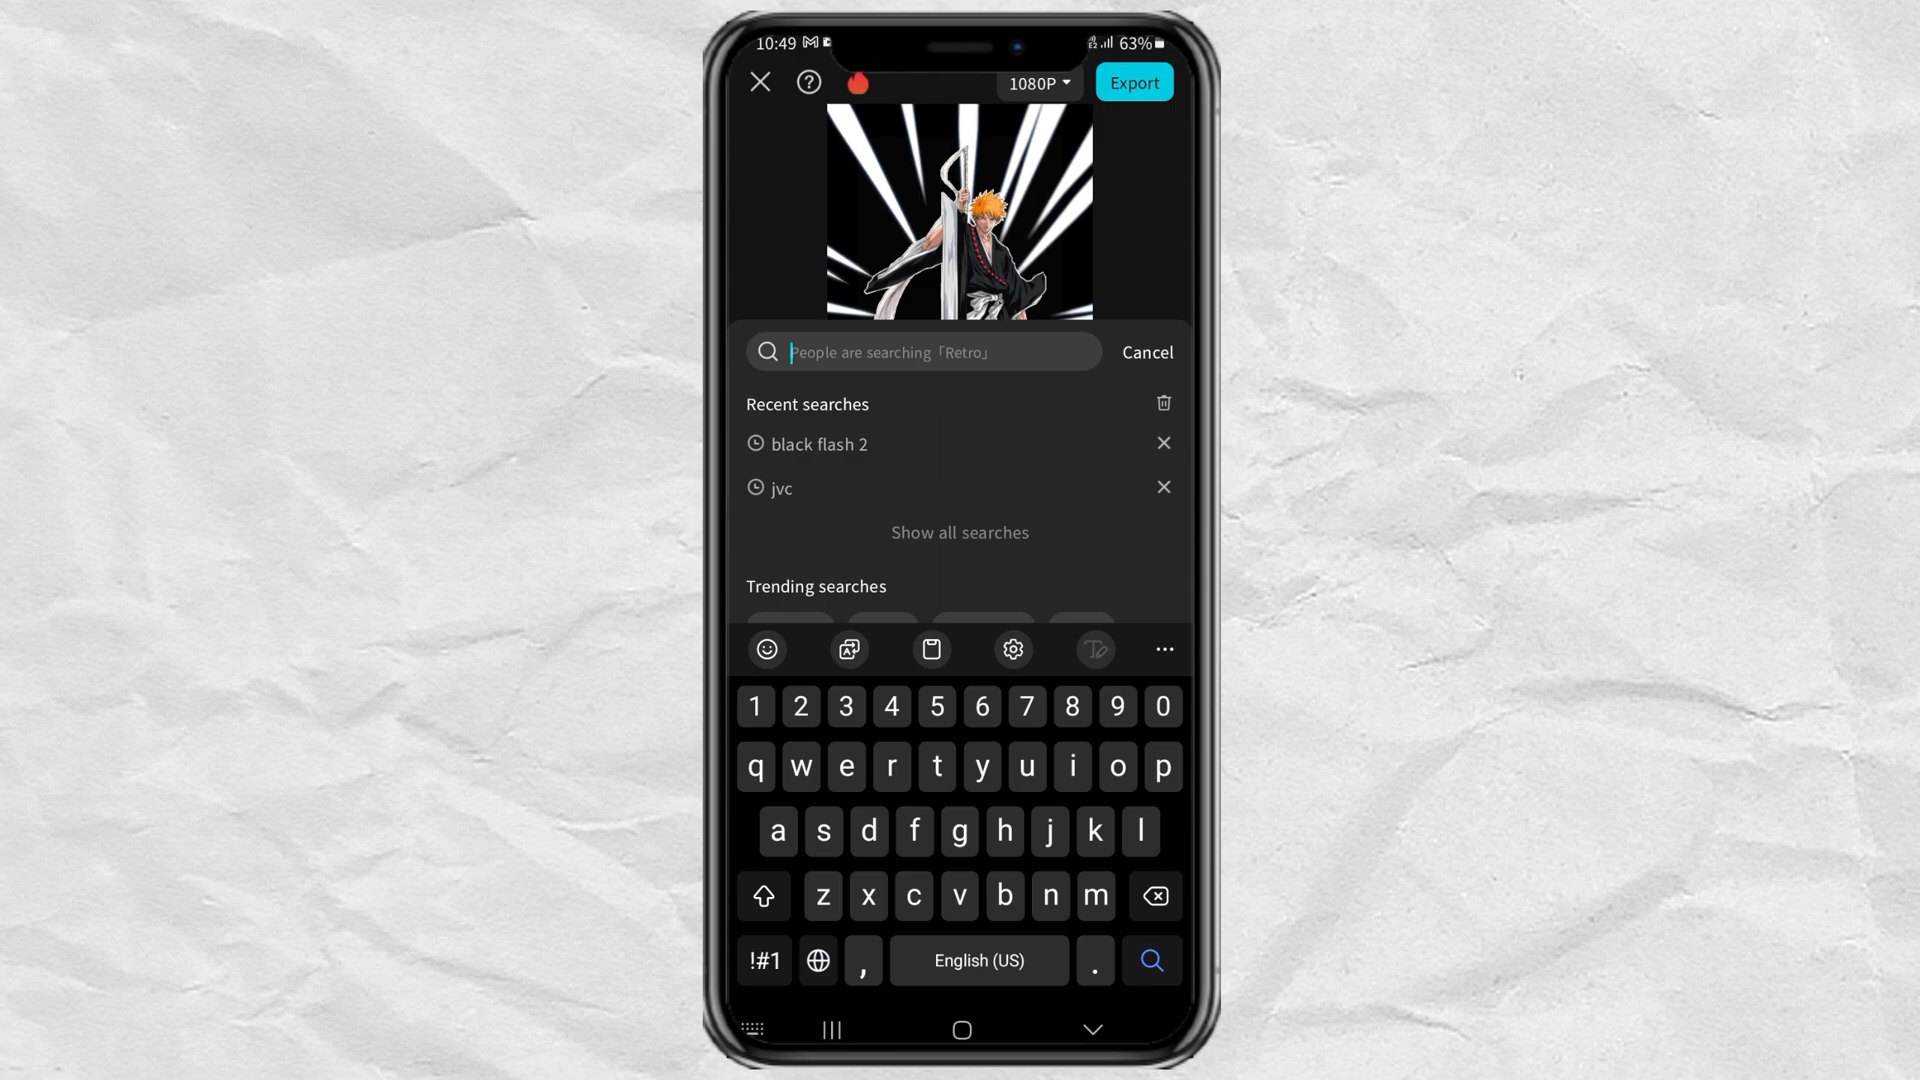 10:49 63%
1080P Export
People are searching「Retro」 Cancel
Recent searches
black flash 2
jvc
Show all searches
Trending searches
1 2 3 4 5 6 7 8 9 0
q w e r t y u i o p
a s d f g h j k l
z x c v b n m
!#1 , English (US) .